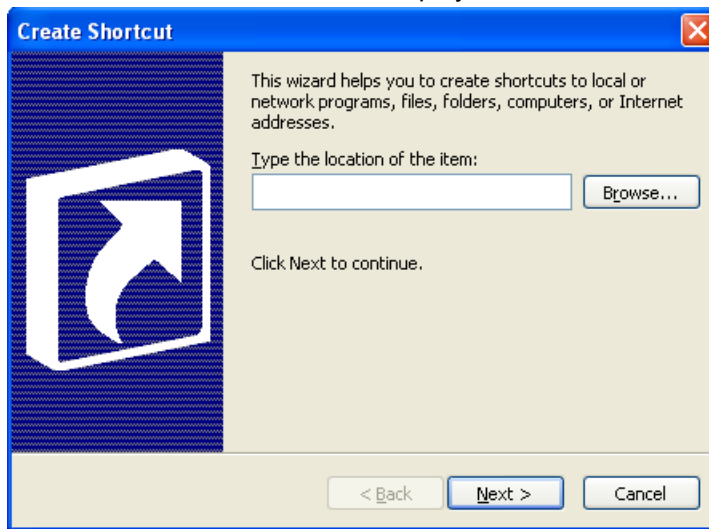 Create Shortcut
This wizard helps you to create shortcuts to local or
network programs, files, folders, computers, or Internet
addresses.
Type the location of the item:
Browse...
Click Next to continue.
< Back Next > Cancel